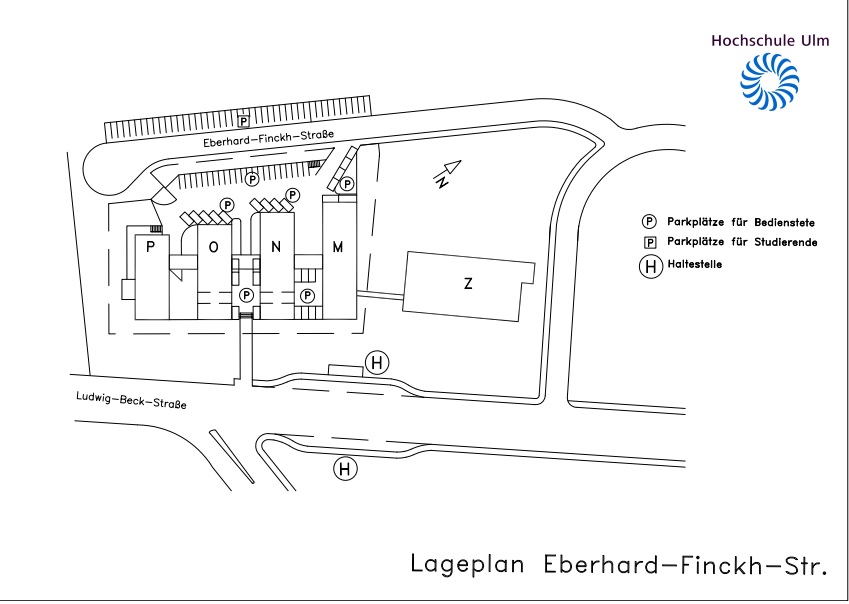 Hochschule Ulm
P
Eberhard-Finckh-Straße
N
P
P
P
P
P Parkplätze für Bedienstete
P Parkplätze für Studierende
H Haltestelle
P O N M
Z
P P
H
Ludwig-Beck-Straße
H
Lageplan Eberhard-Finckh-Str.